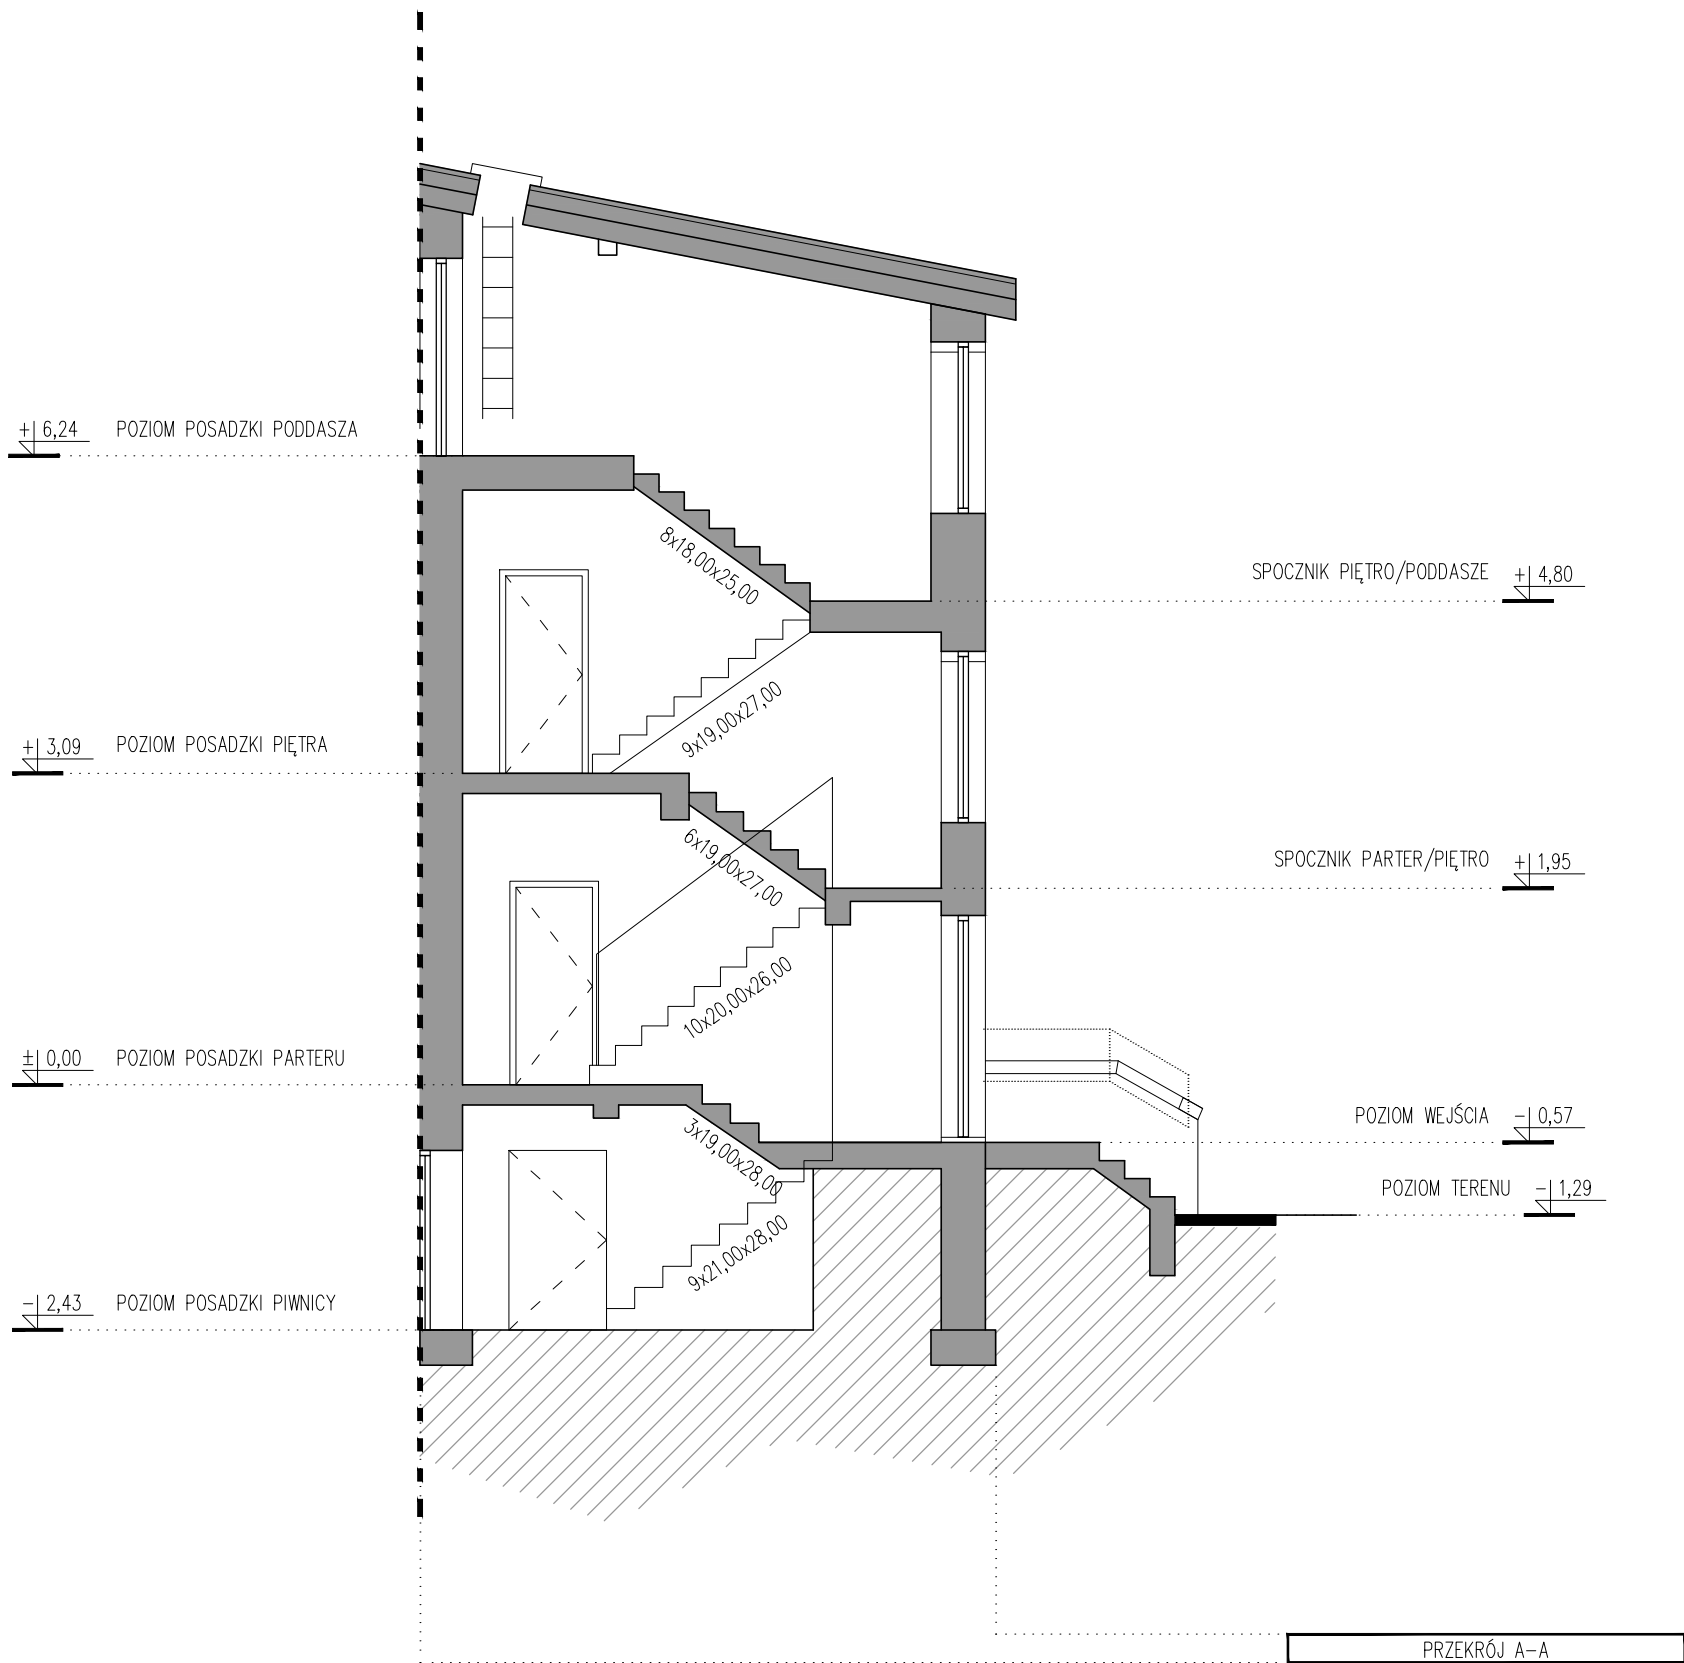 + 6,24 POZIOM POSADZKI PODDASZA
8x18,00x25,00
SPOCZNIK PIĘTRO/PODDASZE + 4,80
9x19,00x27,00
+ 3,09 POZIOM POSADZKI PIĘTRA
6x19,00x27,00
SPOCZNIK PARTER/PIĘTRO + 1,95
10x20,00x26,00
± 0,00 POZIOM POSADZKI PARTERU
3x19,00x28,00
POZIOM WEJŚCIA - 0,57
POZIOM TERENU - 1,29
9x21,00x28,00
- 2,43 POZIOM POSADZKI PIWNICY
PRZEKRÓJ A-A